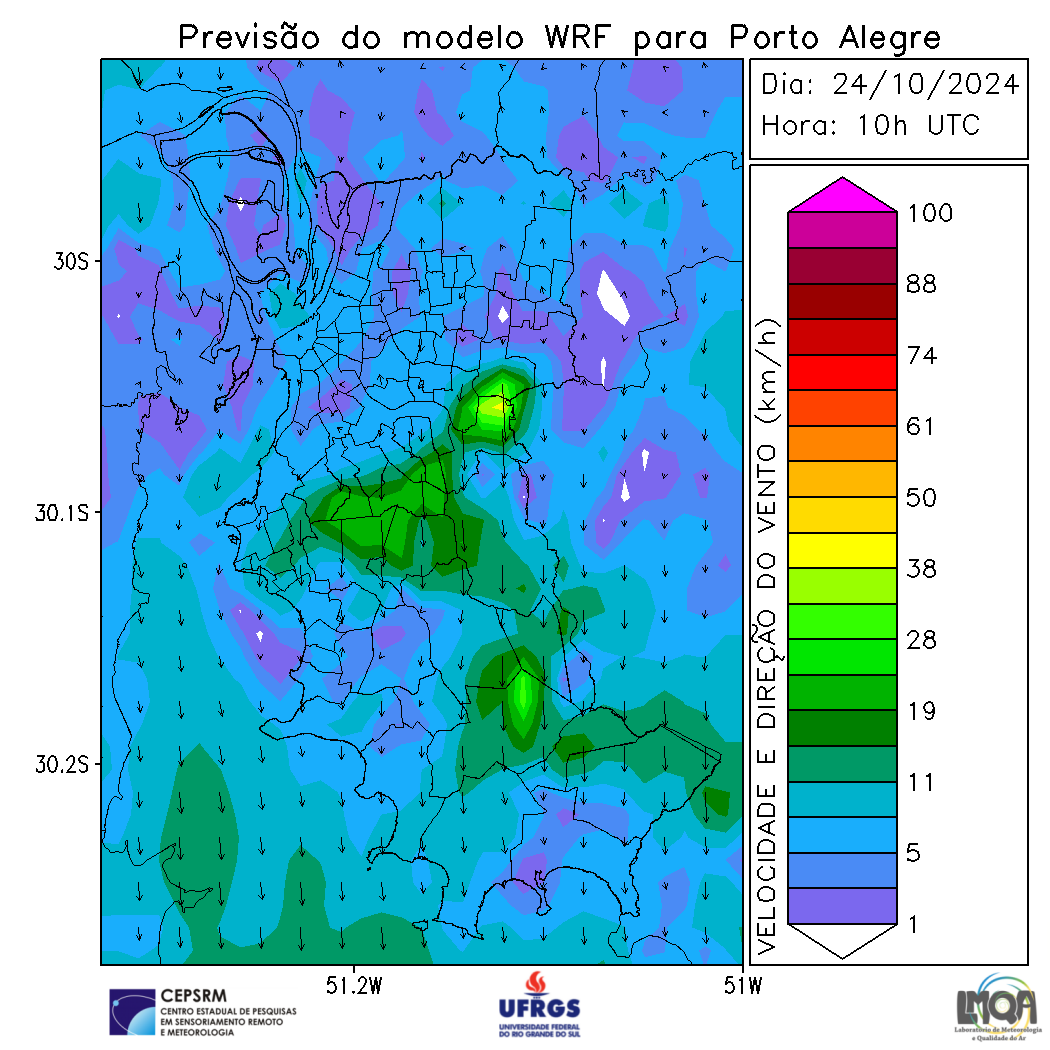 Previsão do modelo WRF para Porto Alegre
Dia: 24/10/2024
Hora: 10h UTC
30S
30.1S
30.2S
51.2W
51W
VELOCIDADE E DIREÇÃO DO VENTO (km/h)
100
88
74
61
50
38
28
19
11
5
1
CEPSRM
CENTRO ESTADUAL DE PESQUISAS
EM SENSORIAMENTO REMOTO
E METEOROLOGIA
UFRGS
UNIVERSIDADE FEDERAL
DO RIO GRANDE DO SUL
LMQA
Laboratório de Meteorologia
e Qualidade do Ar